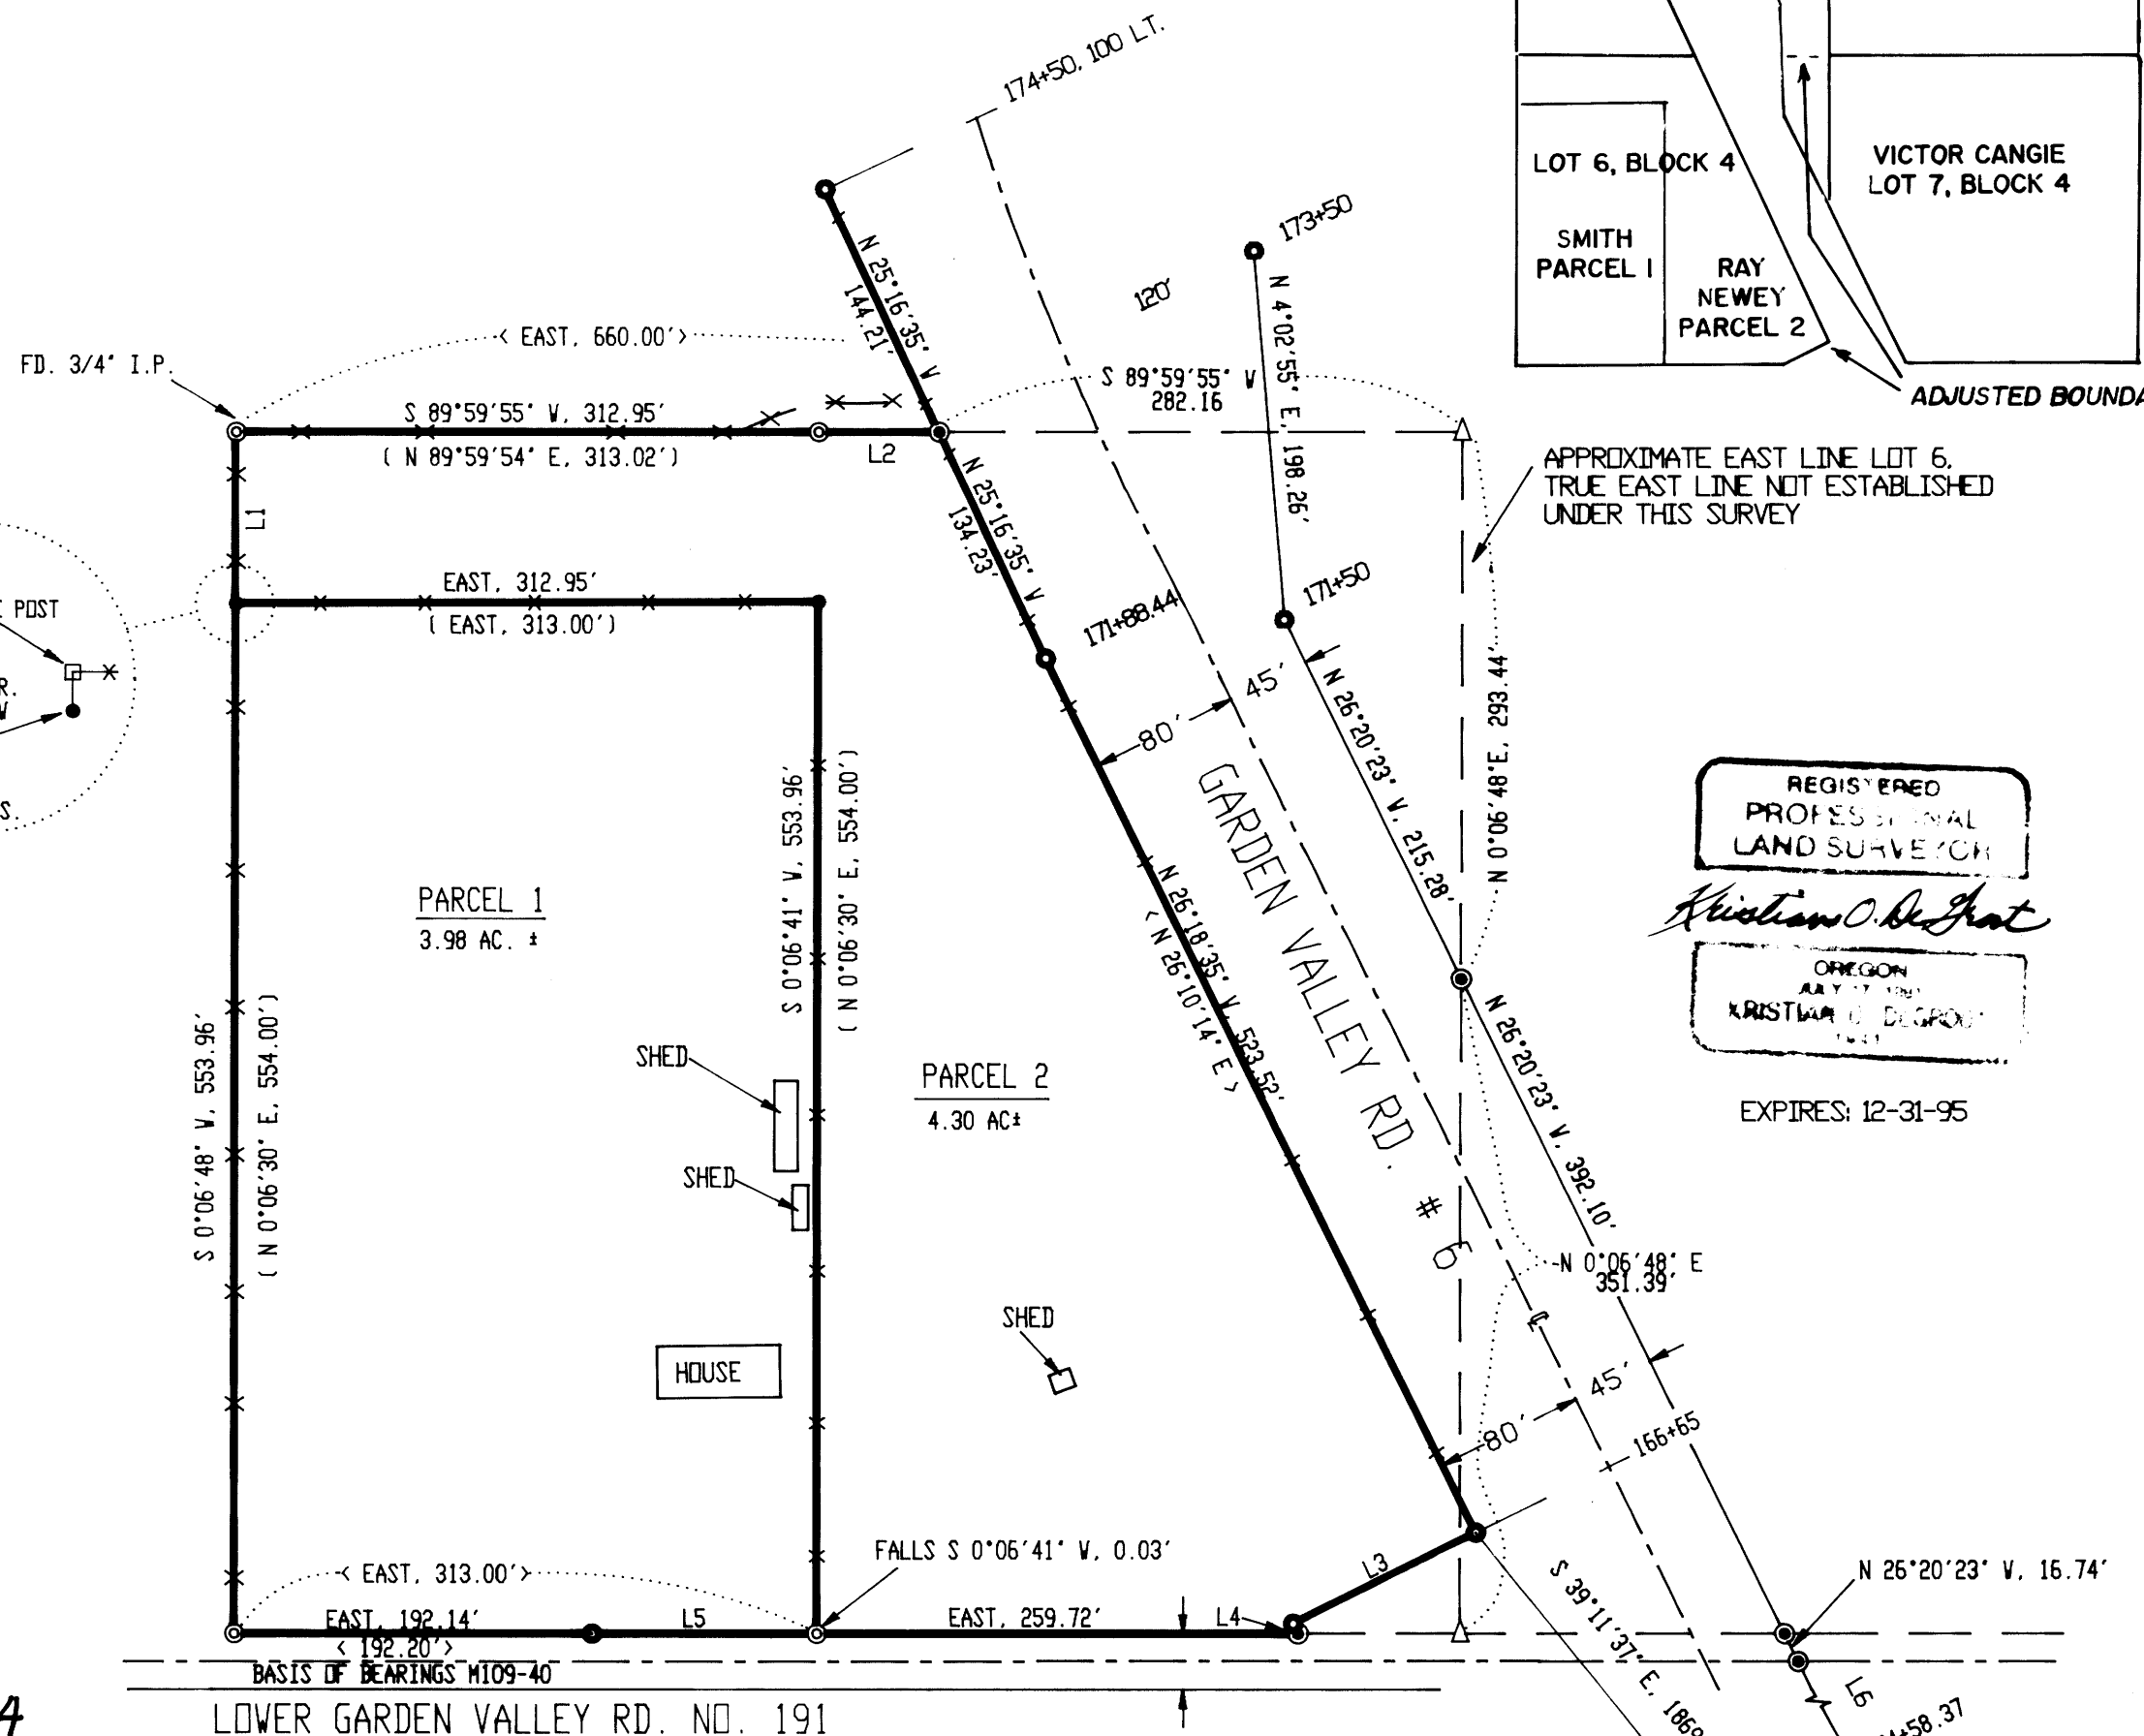 174+50, 100 LT.
LOT 6, BLOCK 4
VICTOR CANGIE
LOT 7, BLOCK 4
SMITH
PARCEL 1
RAY
NEWEY
PARCEL 2
ADJUSTED
173+50
120'
N 25°16'35" W
144.21'
N 4°02'55" E, 198.26'
< EAST, 660.00'>
FD. 3/4" I.P.
S 89°59'55" W, 312.95'
( N 89°59'54" E, 313.02')
L2
S 89°59'55" W
282.16
APPROXIMATE EAST LINE LOT 6,
TRUE EAST LINE NOT ESTABLISHED
UNDER THIS SURVEY
L1
N 25°16'35" W
134.23'
EAST, 312.95'
( EAST, 313.00')
POST
171+88.44
171+50
45'
80'
N 26°20'23" W, 215.28'
N 0°06'48"E, 293.44'
GARDEN VALLEY RD. # 6
REGISTERED
PROFESSIONAL
LAND SURVEYOR
Kristian O. DeGroot
OREGON
KRISTIAN O. DEGROOT
EXPIRES: 12-31-95
PARCEL 1
3.98 AC. ±
S 0°06'41" W, 553.96'
( N 0°06'30" E, 554.00')
S 0°06'48" W, 553.96'
( N 0°06'30" E, 554.00')
N 26°18'35" W, 523.52'
< N 26°10'14" E >
N 26°20'23" W, 392.10'
SHED
SHED
PARCEL 2
4.30 AC±
SHED
HOUSE
N 0°06'48" E
351.39'
45'
80'
166+65
FALLS S 0°06'41" W, 0.03'
< EAST, 313.00'>
EAST, 192.14'
< 192.20'>
L5
EAST, 259.72'
L4
L3
N 26°20'23" W, 16.74'
S 39°11'37" E,
L6
BASIS OF BEARINGS M109-40
LOWER GARDEN VALLEY RD. NO. 191